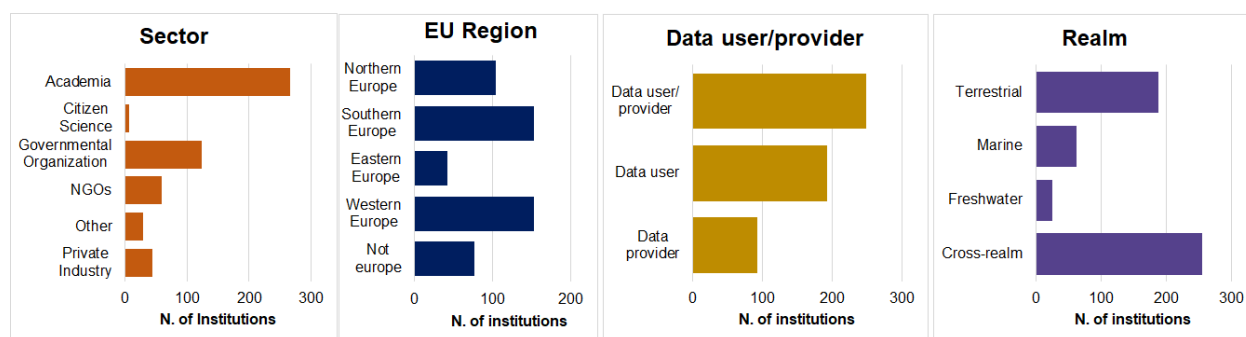 Sector
Academia
Citizen
Science
Governmental
Organization
NGOs
Other
Private
Industry
0 100 200 300
N. of Institutions
EU Region
Northern
Europe
Southern
Europe
Eastern
Europe
Western
Europe
Not
europe
0 100 200
N. of institutions
Data user/provider
Data user/
provider
Data user
Data
provider
0 100 200 300
N. of institutions
Realm
Terrestrial
Marine
Freshwater
Cross-realm
0 100 200 300
N. of institutions